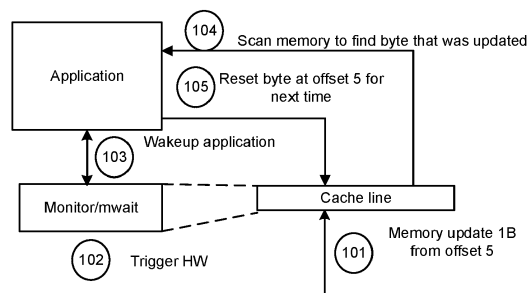 104
Scan memory to find byte that was updated
Application
105
Reset byte at offset 5 for
next time
103
Wakeup application
Monitor/mwait
Cache line
102
Trigger HW
101
Memory update 1B
from offset 5